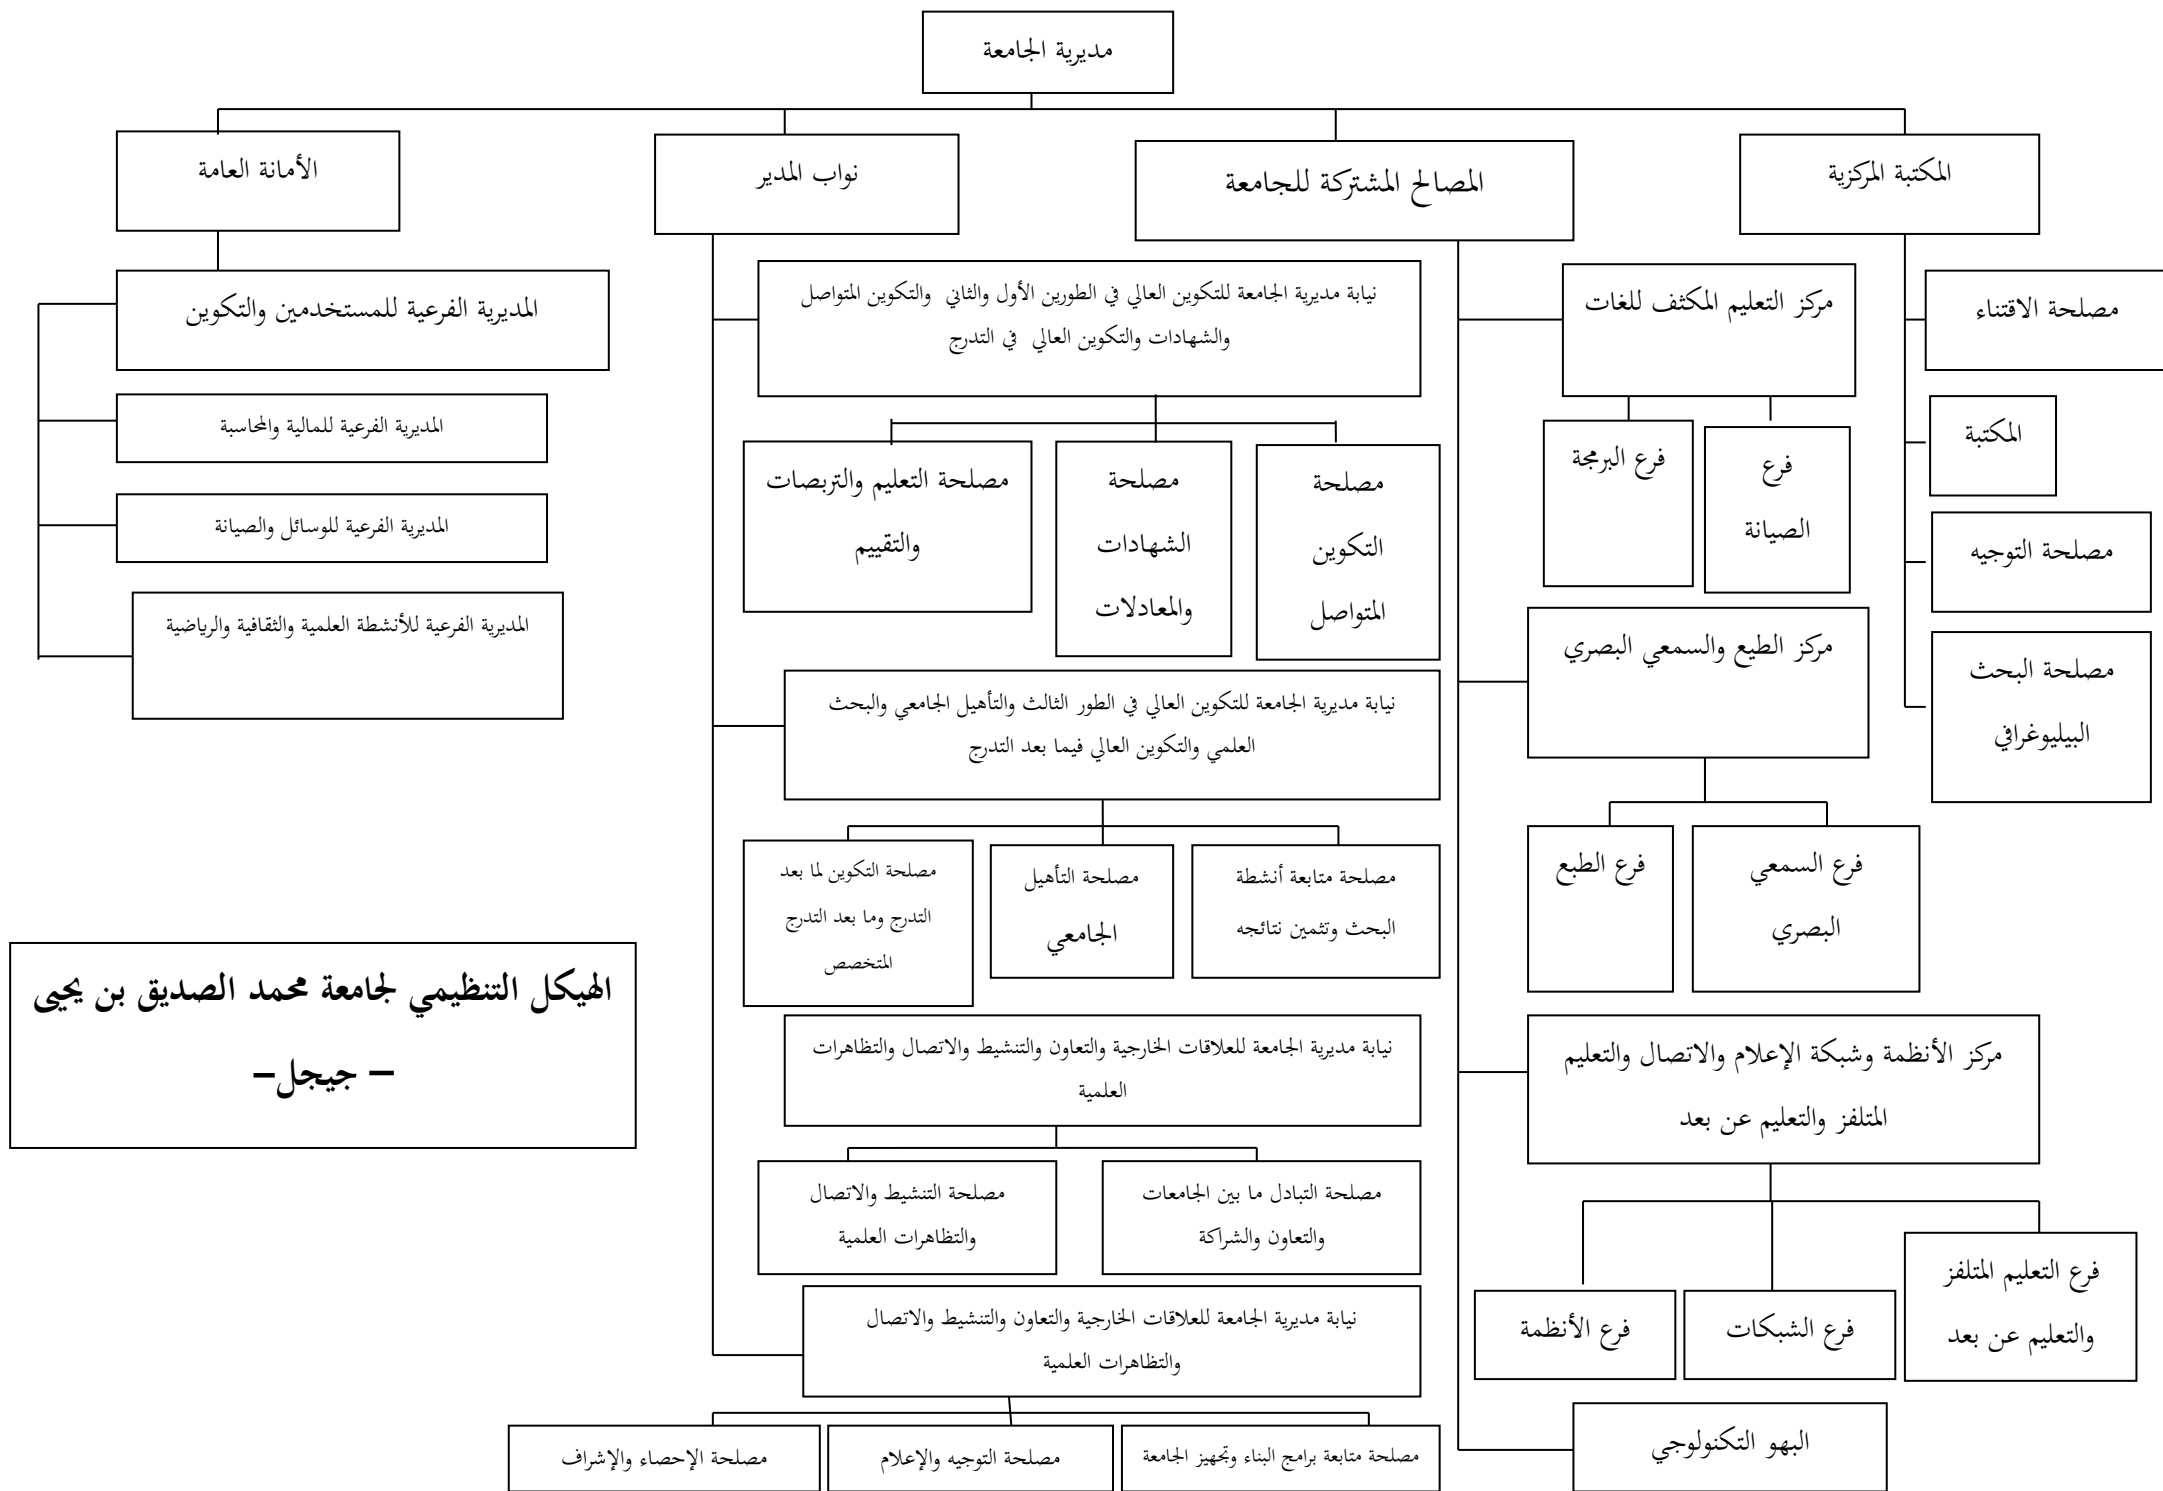 مديرية الجامعة
المكتبة المركزية
المصالح المشتركة للجامعة
نواب المدير
الأمانة العامة
مصلحة الاقتناء
المكتبة
مصلحة التوجيه
مصلحة البحث
البيليوغرافي
مركز التعليم المكثف للغات
فرع
الصيانة
فرع البرمجة
مركز الطيع والسمعي البصري
فرع السمعي
البصري
فرع الطبع
مركز الأنظمة وشبكة الإعلام والاتصال والتعليم
المتلفز والتعليم عن بعد
فرع التعليم المتلفز
والتعليم عن بعد
فرع الشبكات
فرع الأنظمة
البهو التكنولوجي
نيابة مديرية الجامعة للتكوين العالي في الطورين الأول والثاني والتكوين المتواصل
والشهادات والتكوين العالي في التدرج
مصلحة
التكوين
المتواصل
مصلحة
الشهادات
والمعادلات
مصلحة التعليم والتربصات
والتقييم
نيابة مديرية الجامعة للتكوين العالي في الطور الثالث والتأهيل الجامعي والبحث
العلمي والتكوين العالي فيما بعد التدرج
مصلحة متابعة أنشطة
البحث وتثمين نتائجه
مصلحة التأهيل
الجامعي
مصلحة التكوين لما بعد
التدرج وما بعد التدرج
المتخصص
نيابة مديرية الجامعة للعلاقات الخارجية والتعاون والتنشيط والاتصال والتظاهرات
العلمية
مصلحة التبادل ما بين الجامعات
والتعاون والشراكة
مصلحة التنشيط والاتصال
والتظاهرات العلمية
نيابة مديرية الجامعة للعلاقات الخارجية والتعاون والتنشيط والاتصال
والتظاهرات العلمية
مصلحة متابعة برامج البناء وتجهيز الجامعة
مصلحة التوجيه والإعلام
مصلحة الإحصاء والإشراف
المديرية الفرعية للمستخدمين والتكوين
المديرية الفرعية للمالية والمحاسبة
المديرية الفرعية للوسائل والصيانة
المديرية الفرعية للأنشطة العلمية والثقافية والرياضية
الهيكل التنظيمي لجامعة محمد الصديق بن يحيى
– جيجل–